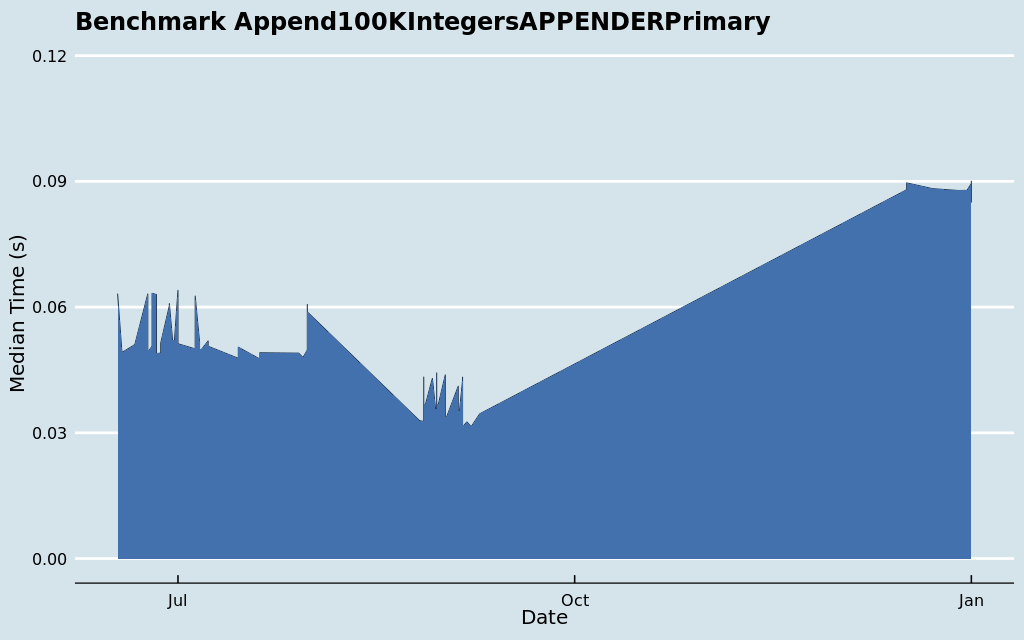 Benchmark Append100KIntegersAPPENDERPrimary
0.12
0.09
0.06
0.03
0.00
Median Time (s)
Jul
Oct
Jan
Date